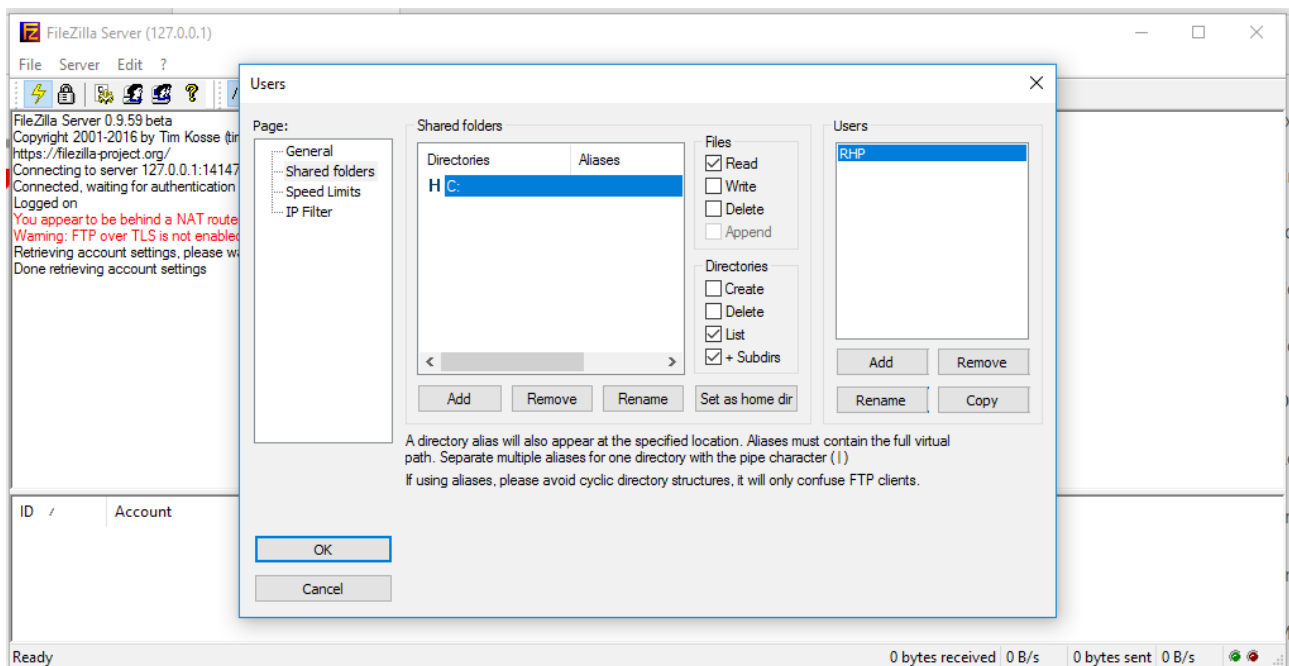 FileZilla Server (127.0.0.1)
File Server Edit ?
FileZilla Server 0.9.59 beta
Copyright 2001-2016 by Tim Kosse (tim
https://filezilla-project.org/
Connecting to server 127.0.0.1:14147
Connected, waiting for authentication
Logged on
You appear to be behind a NAT route
Warning: FTP over TLS is not enabled
Retrieving account settings, please wa
Done retrieving account settings
Users
Page:
General
Shared folders
Speed Limits
IP Filter
Shared folders
Directories Aliases
H C:
Files
Read
Write
Delete
Append
Directories
Create
Delete
List
+ Subdirs
Add Remove Rename Set as home dir
Users
RHP
Add Remove
Rename Copy
A directory alias will also appear at the specified location. Aliases must contain the full virtual
path. Separate multiple aliases for one directory with the pipe character (|)
If using aliases, please avoid cyclic directory structures, it will only confuse FTP clients.
OK
Cancel
ID / Account
Ready 0 bytes received 0 B/s 0 bytes sent 0 B/s